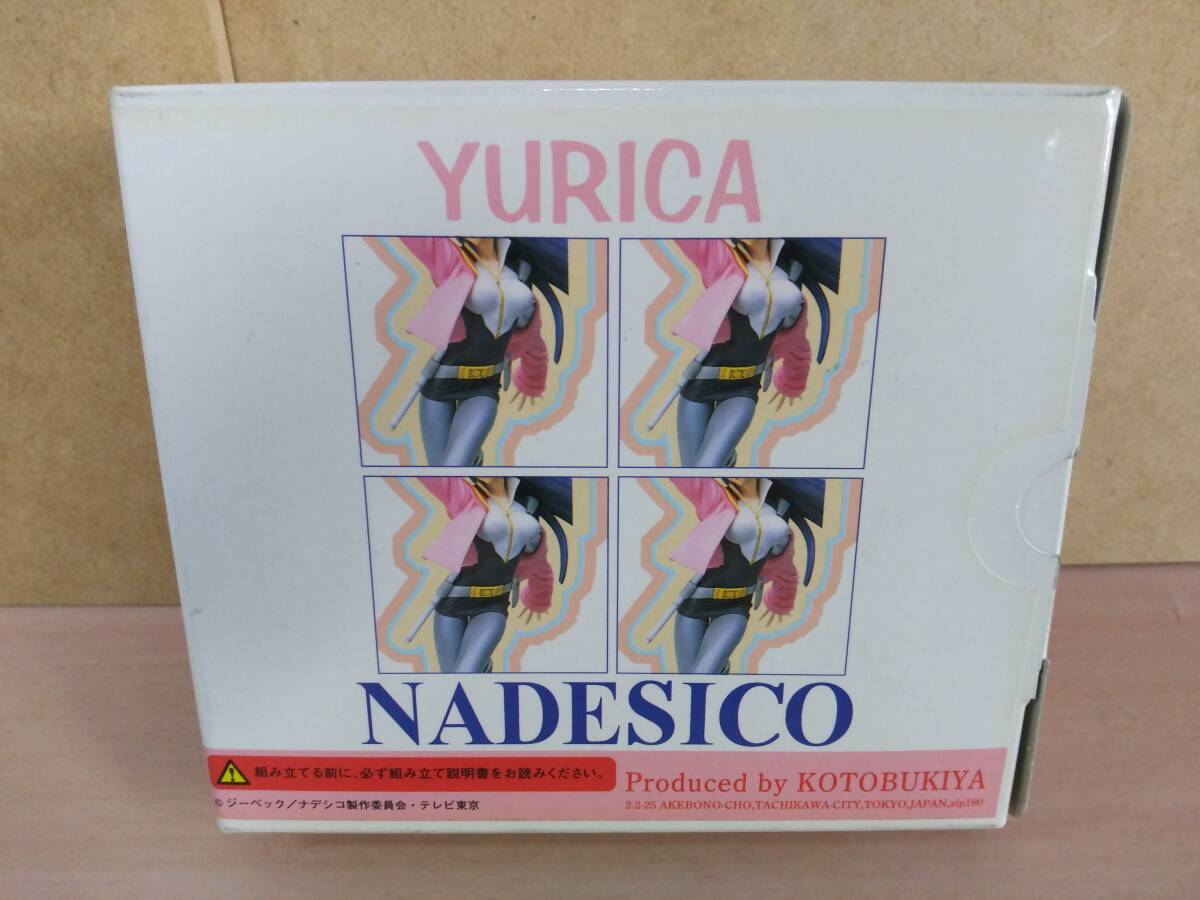 YURICA
NADESICO
組み立てる前に、必ず組み立て説明書をお読みください。
© ジーベック/ナデシコ製作委員会・テレビ東京
Produced by KOTOBUKIYA
2-2-25 AKEBONO-CHO,TACHIKAWA-CITY,TOKYO,JAPAN,zip190